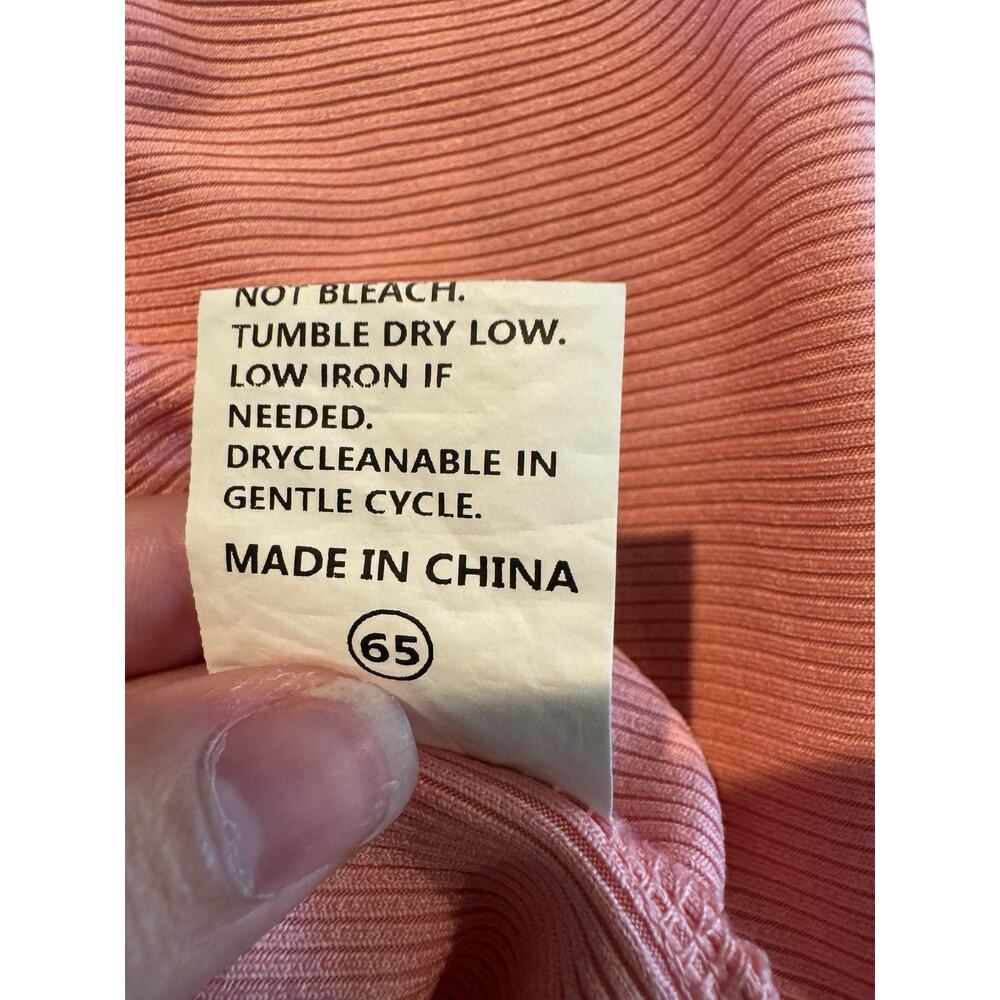 NOT BLEACH.
TUMBLE DRY LOW.
LOW IRON IF
NEEDED.
DRYCLEANABLE IN
GENTLE CYCLE.
MADE IN CHINA
65